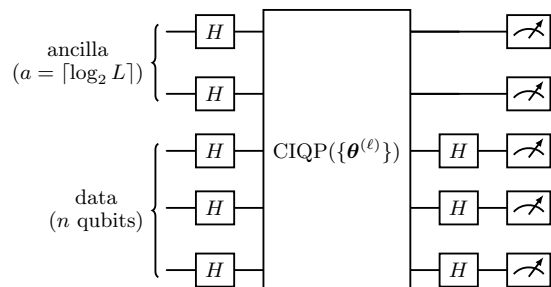 ancilla
(a = ⌈log₂ L⌉)
H
H
CIQP({θ^(ℓ)})
data
(n qubits)
H
H
H
H
H
H